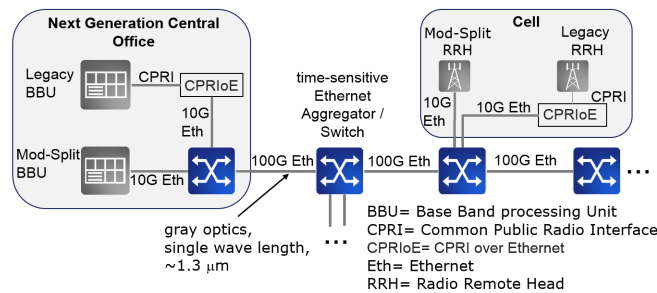 Next Generation Central
Office
Legacy
BBU
CPRI
CPRIoE
10G
Eth
Mod-Split
BBU
10G Eth
100G Eth
gray optics,
single wave length,
~1.3 μm
time-sensitive
Ethernet
Aggregator /
Switch
...
100G Eth
Cell
Mod-Split
RRH
Legacy
RRH
10G
Eth
10G Eth
CPRI
CPRIoE
100G Eth
...
BBU= Base Band processing Unit
CPRI= Common Public Radio Interface
CPRIoE= CPRI over Ethernet
Eth= Ethernet
RRH= Radio Remote Head